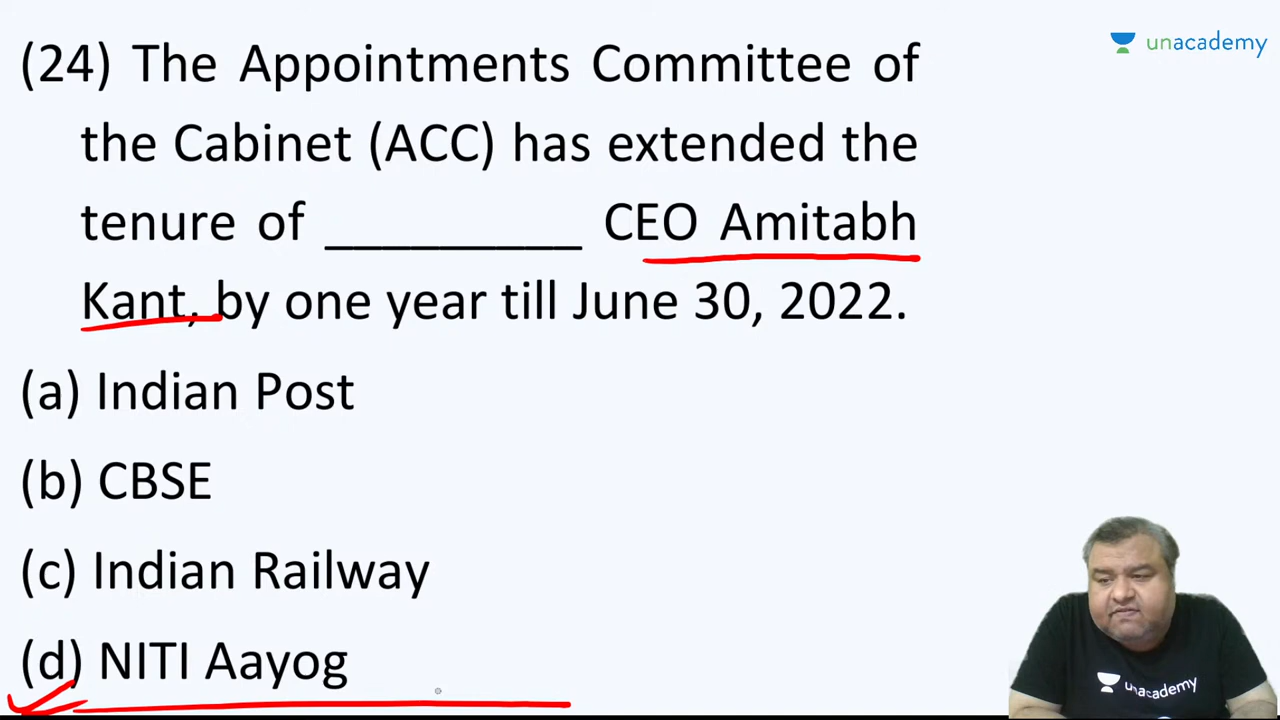 unacademy
(24) The Appointments Committee of
the Cabinet (ACC) has extended the
tenure of _________ CEO Amitabh
Kant, by one year till June 30, 2022.
(a) Indian Post
(b) CBSE
(c) Indian Railway
(d) NITI Aayog
unacademy